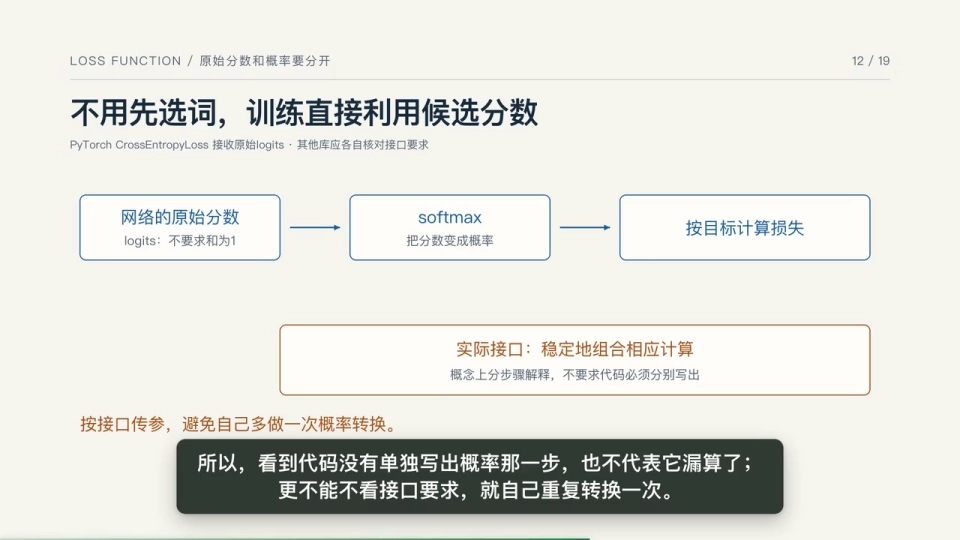 LOSS FUNCTION / 原始分数和概率要分开
12 / 19
不用先选词，训练直接利用候选分数
PyTorch CrossEntropyLoss 接收原始logits · 其他库应各自核对接口要求
网络的原始分数
logits：不要求和为1
softmax
把分数变成概率
按目标计算损失
实际接口：稳定地组合相应计算
概念上分步骤解释，不要求代码必须分别写出
按接口传参，避免自己多做一次概率转换。
所以，看到代码没有单独写出概率那一步，也不代表它漏算了；
更不能不看接口要求，就自己重复转换一次。